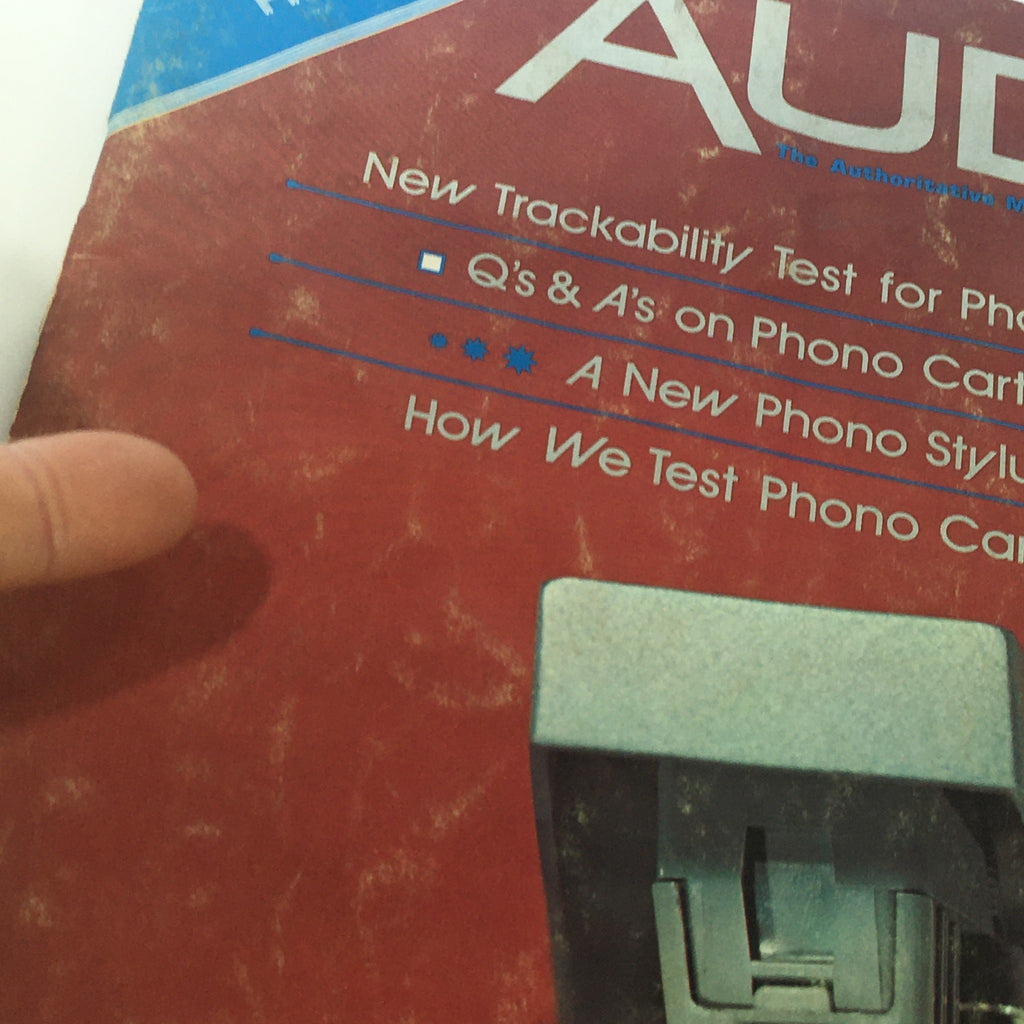 AUD
The Authoritative M
New Trackability Test for Pho
Q's & A's on Phono Cart
A New Phono Stylu
How We Test Phono Car